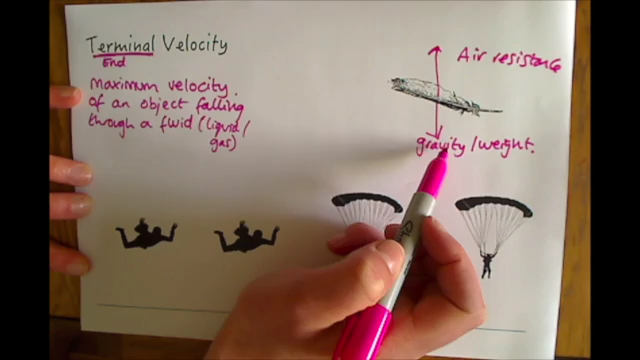 Terminal Velocity
End
maximum velocity.
of an object falling
through a fluid (liquid/
gas)
Air resistance
gravity/weight.